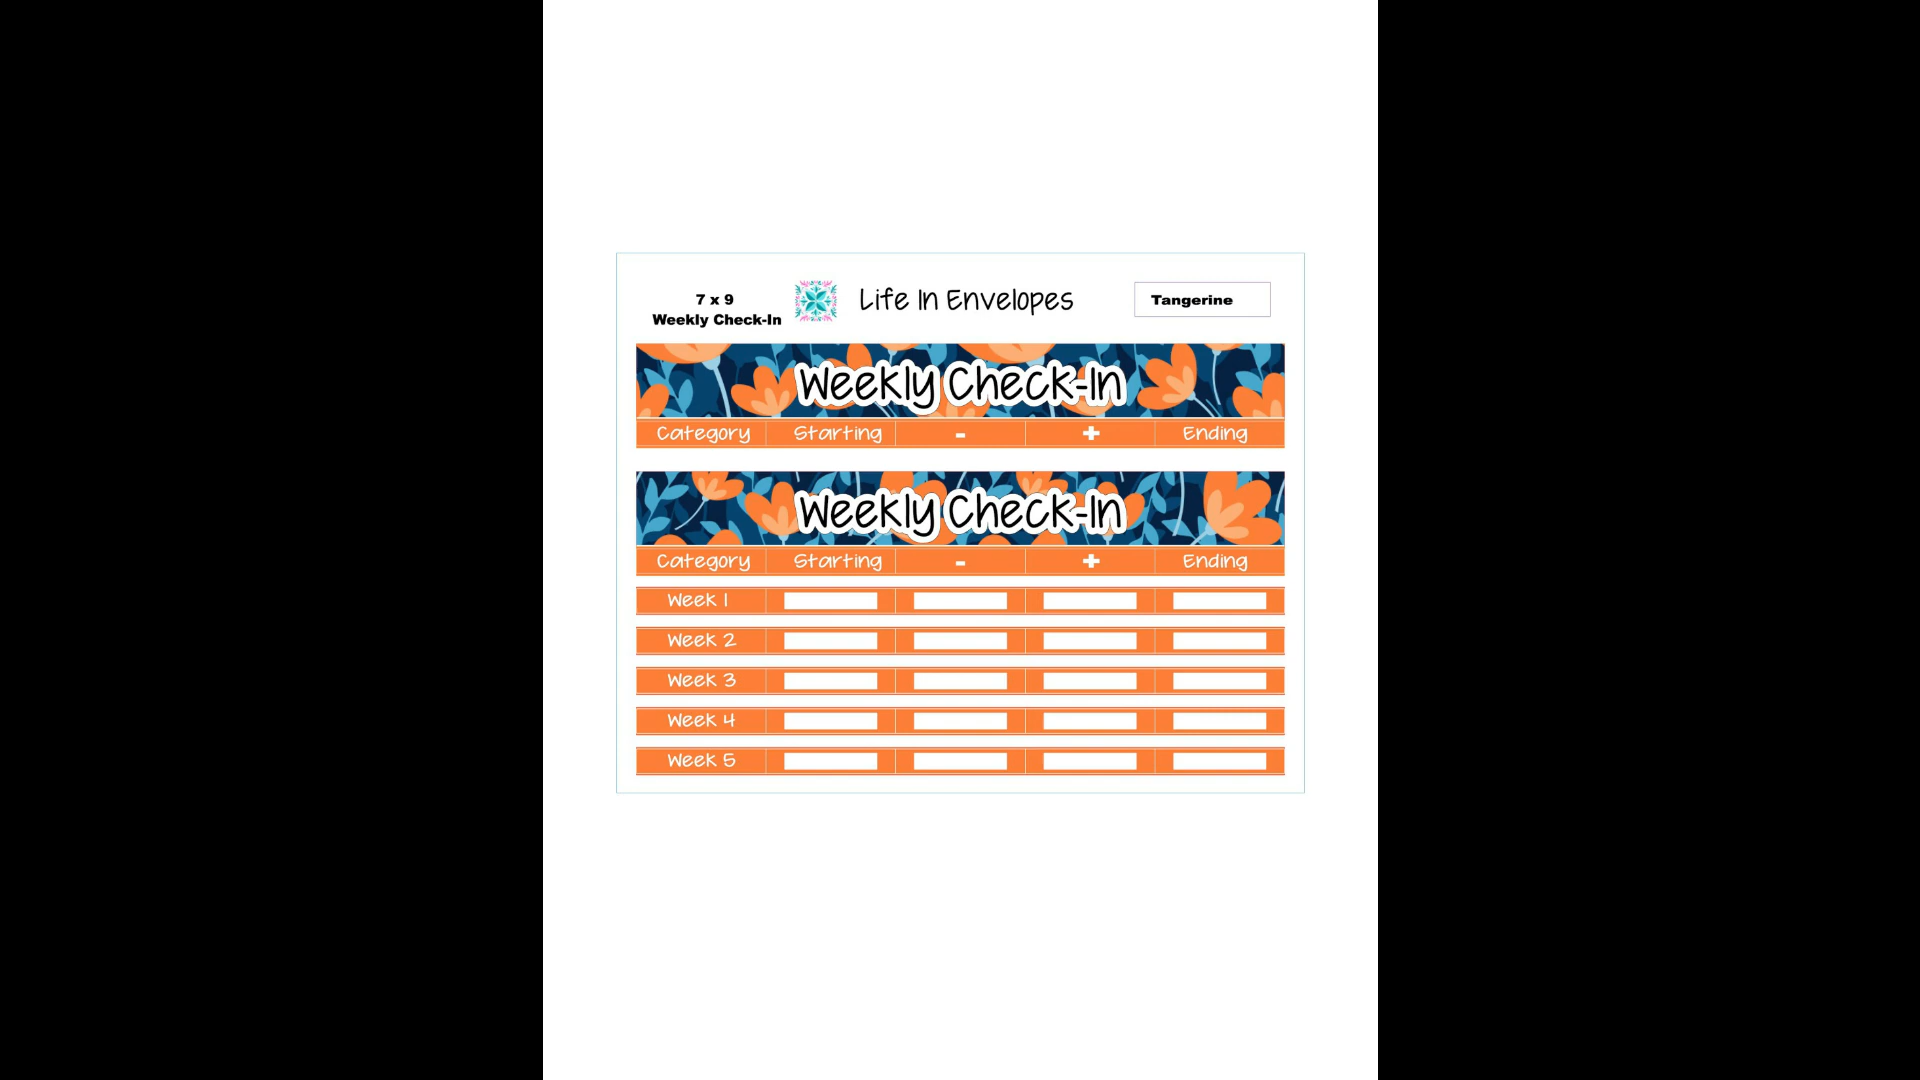 7 x 9
Weekly Check-In
Life In Envelopes
Tangerine
Weekly Check-In
Category Starting - + Ending
Weekly Check-In
Category Starting - + Ending
Week 1
Week 2
Week 3
Week 4
Week 5